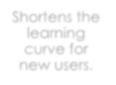 Shortens the
learning
curve for
new users.